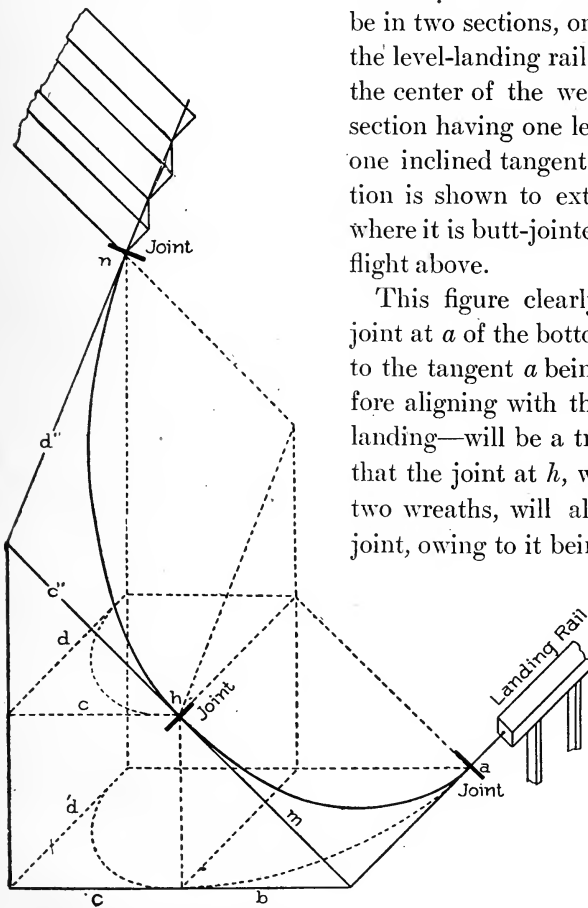 be in two sections, or
the level-landing rail
the center of the we
section having one le
one inclined tangent
tion is shown to ext
where it is butt-jointe
flight above.
This figure clearl
joint at a of the botto
to the tangent a bein
fore aligning with th
landing—will be a tr
that the joint at h, w
two wreaths, will al
joint, owing to it bein
Joint
n
d"
c"
d
c
h
Joint
Landing Rail
a
Joint
m
d'
c
b